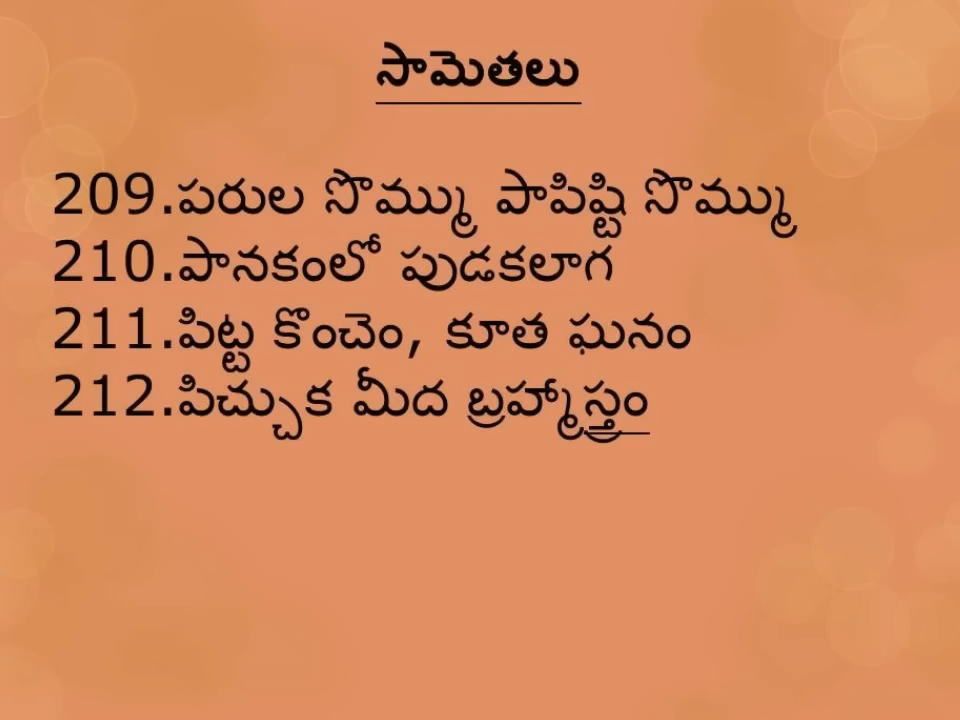 సామెతలు
209.పరుల సొమ్ము పాపిష్టి సొమ్ము
210.పానకంలో పుడకలాగ
211.పిట్ట కొంచెం, కూత ఘనం
212.పిచ్చుక మీద బ్రహ్మాస్త్రం